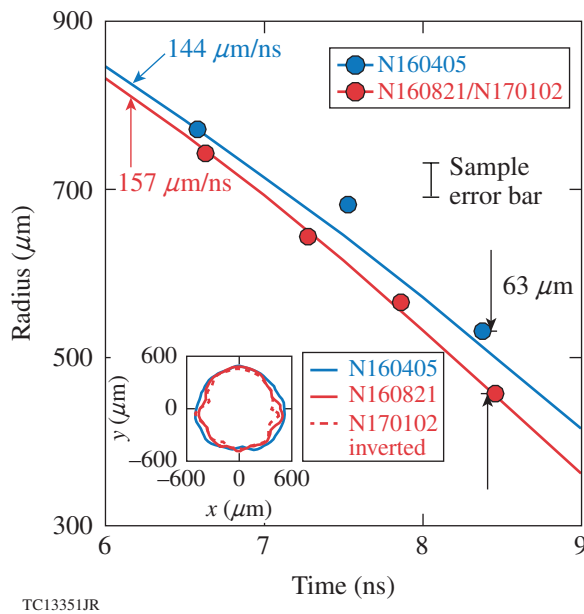 900
700
500
300
Radius (μm)
144 μm/ns
157 μm/ns
N160405
N160821/N170102
Sample
error bar
63 μm
600
0
−600
y (μm)
−600
0
600
x (μm)
N160405
N160821
N170102
inverted
6
7
8
9
Time (ns)
TC13351JR